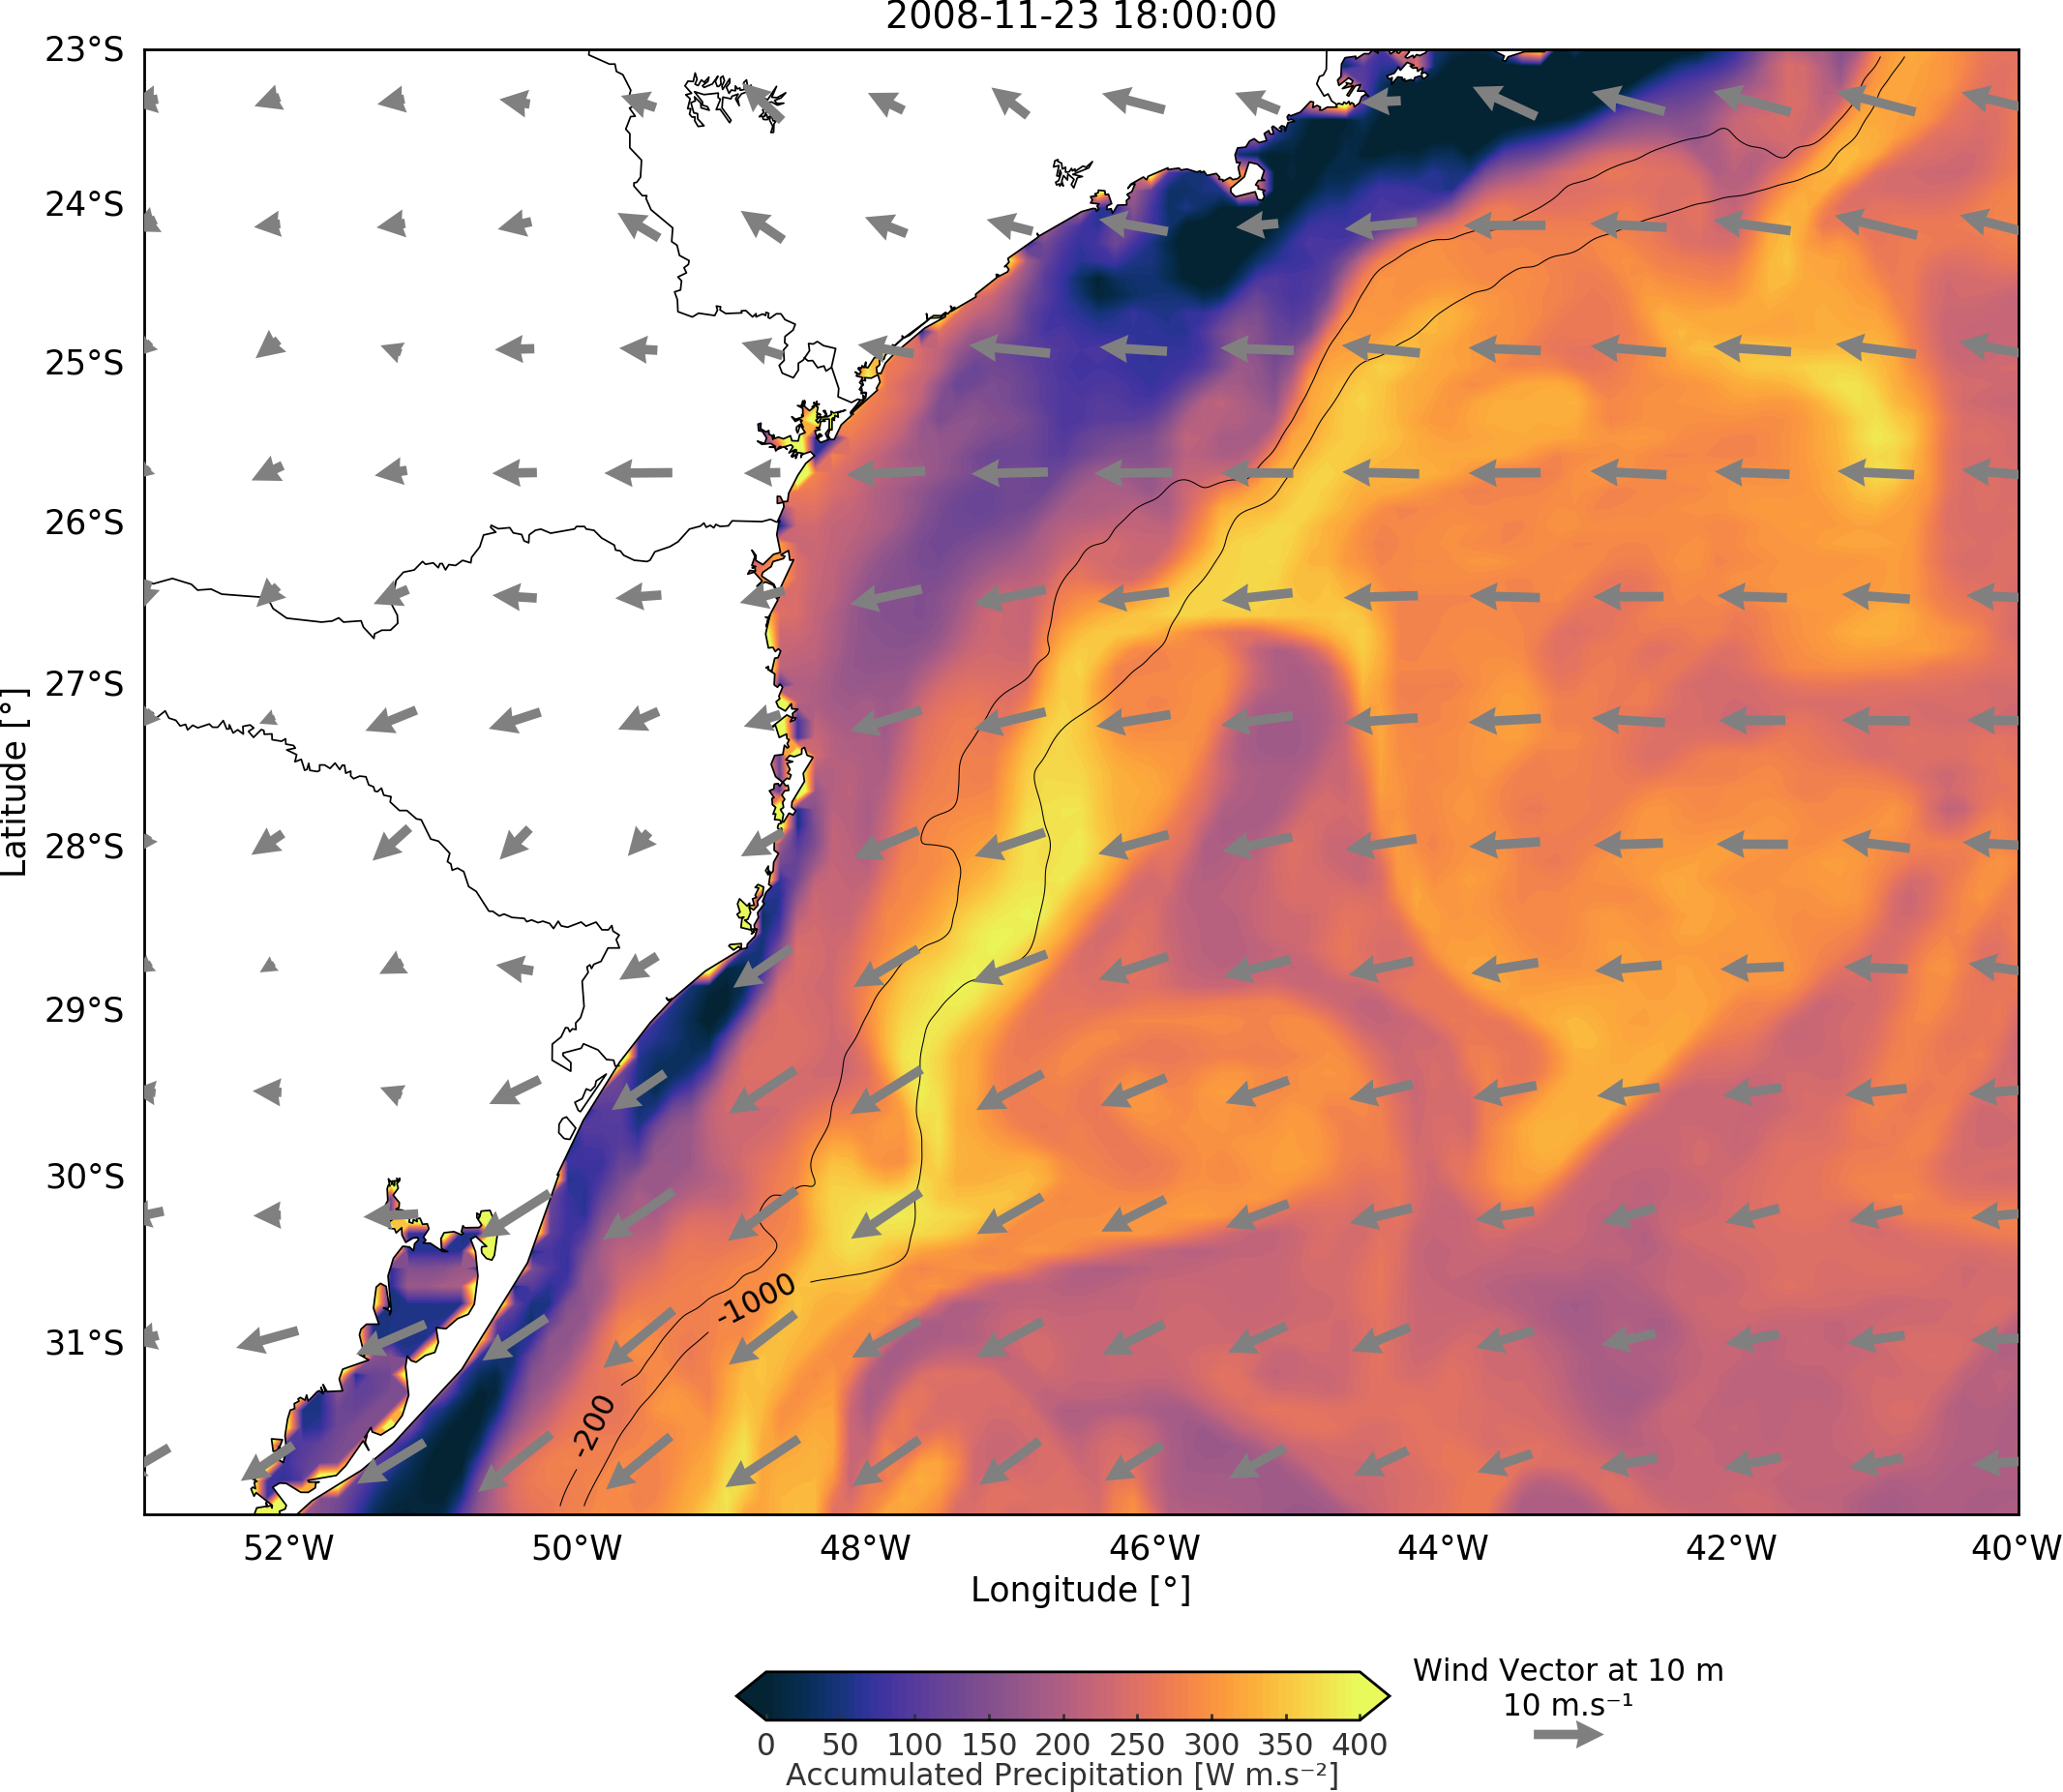 2008-11-23 18:00:00
23°S
24°S
25°S
26°S
27°S
28°S
29°S
30°S
31°S
Latitude [°]
-1000
-200
52°W 50°W 48°W 46°W 44°W 42°W 40°W
Longitude [°]
Wind Vector at 10 m
10 m.s⁻¹
0 50 100 150 200 250 300 350 400
Accumulated Precipitation [W m.s⁻²]